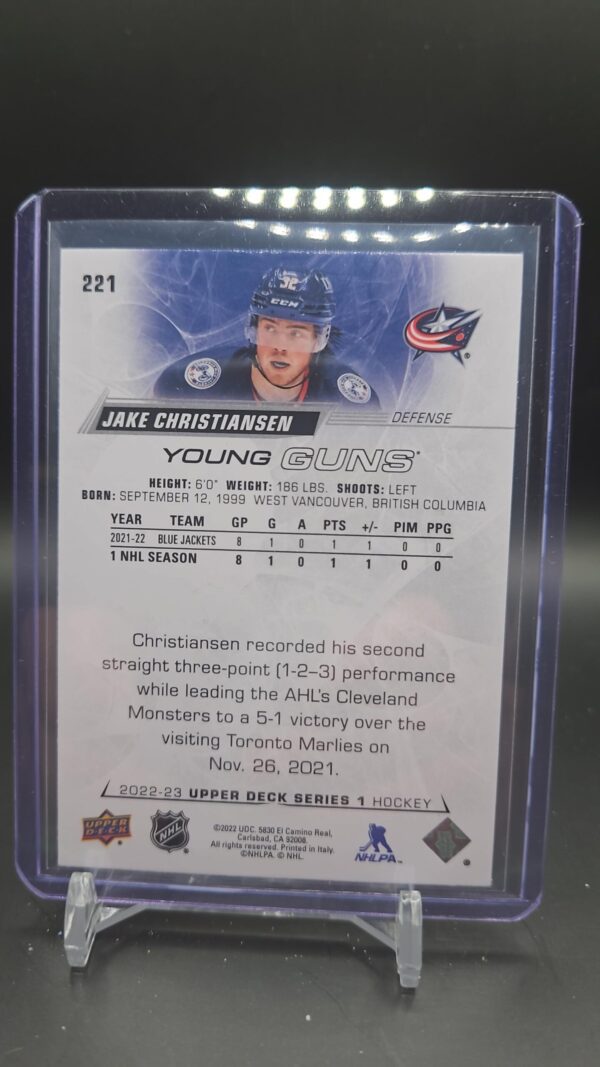 221
32
CCM
JAKE CHRISTIANSEN
DEFENSE
YOUNG GUNS
HEIGHT: 6'0" WEIGHT: 186 LBS. SHOOTS: LEFT
BORN: SEPTEMBER 12, 1999 WEST VANCOUVER, BRITISH COLUMBIA
YEAR TEAM GP G A PTS +/- PIM PPG
2021-22 BLUE JACKETS 8 1 0 1 1 0 0
1 NHL SEASON 8 1 0 1 1 0 0
Christiansen recorded his second
straight three-point (1-2–3) performance
while leading the AHL's Cleveland
Monsters to a 5-1 victory over the
visiting Toronto Marlies on
Nov. 26, 2021.
2022-23 UPPER DECK SERIES 1 HOCKEY
UPPER
DECK
NHL
©2022 UDC. 5830 El Camino Real,
Carlsbad, CA 92008.
All rights reserved. Printed in Italy.
©NHLPA. © NHL.
NHLPA